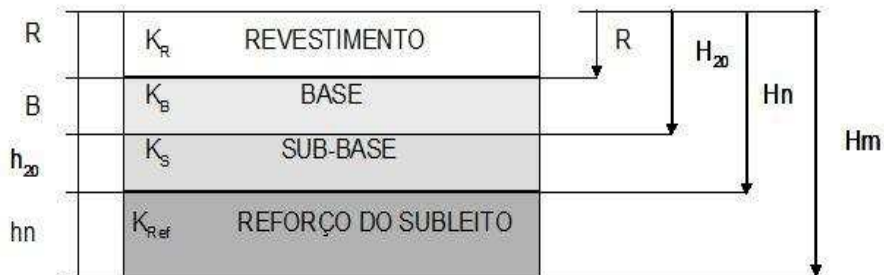 R K_R REVESTIMENTO R
H_20
B K_B BASE
Hn
Hm
h_20 K_S SUB-BASE
hn K_Ref REFORÇO DO SUBLEITO